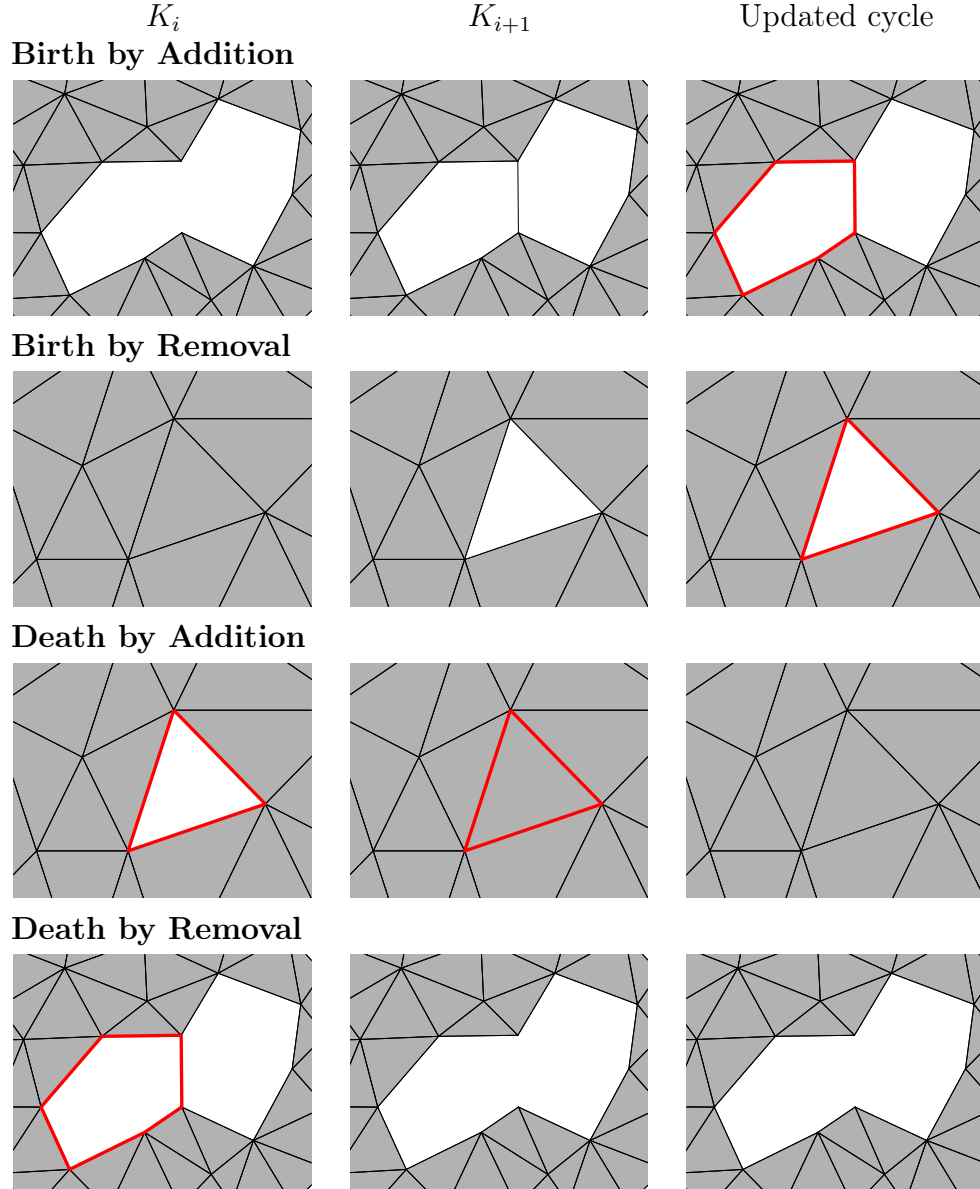 K_i K_{i+1} Updated cycle
Birth by Addition
Birth by Removal
Death by Addition
Death by Removal